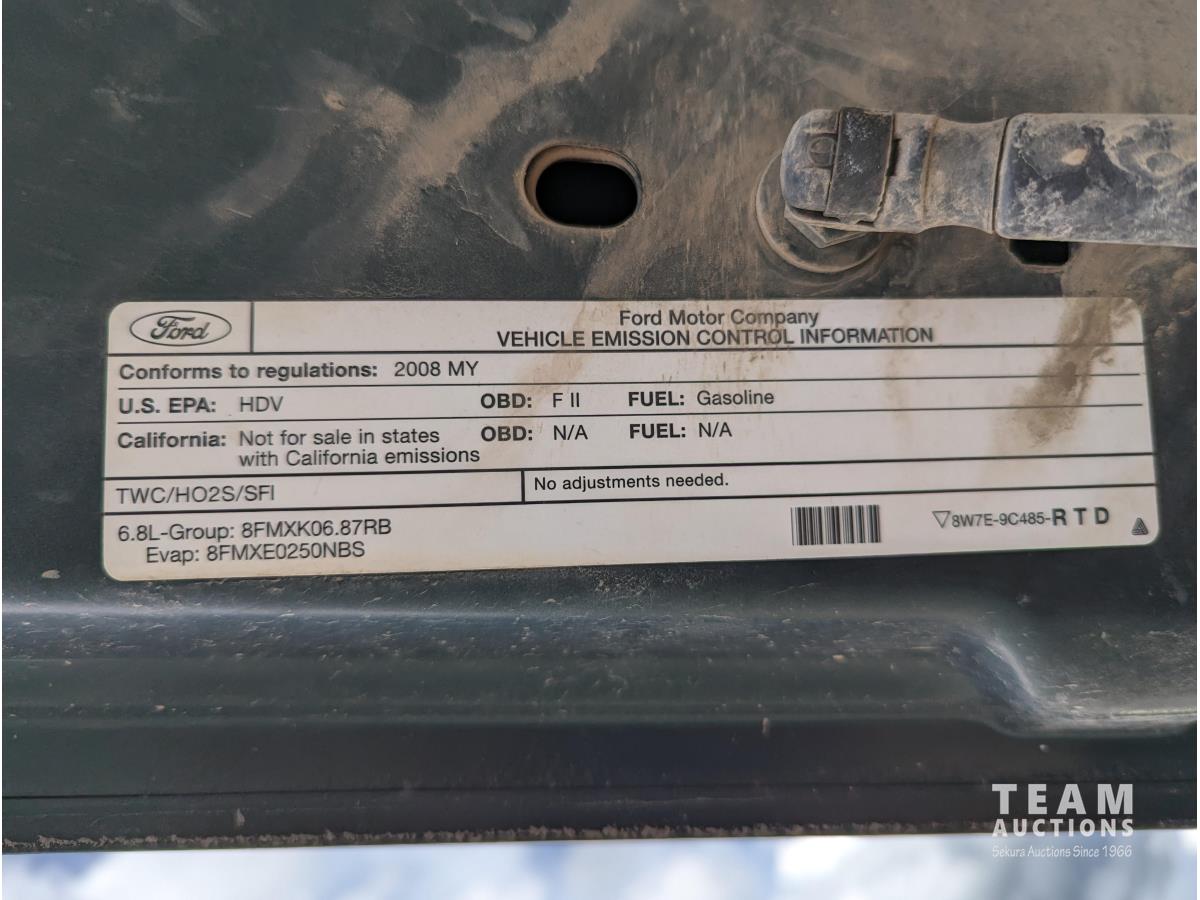 Ford
Ford Motor Company
VEHICLE EMISSION CONTROL INFORMATION
Conforms to regulations: 2008 MY
U.S. EPA: HDV OBD: F II FUEL: Gasoline
California: Not for sale in states with California emissions OBD: N/A FUEL: N/A
TWC/HO2S/SFI
No adjustments needed.
6.8L-Group: 8FMXK06.87RB
Evap: 8FMXE0250NBS
▽8W7E-9C485-RTD
TEAM
AUCTIONS
Sekura Auctions Since 1966